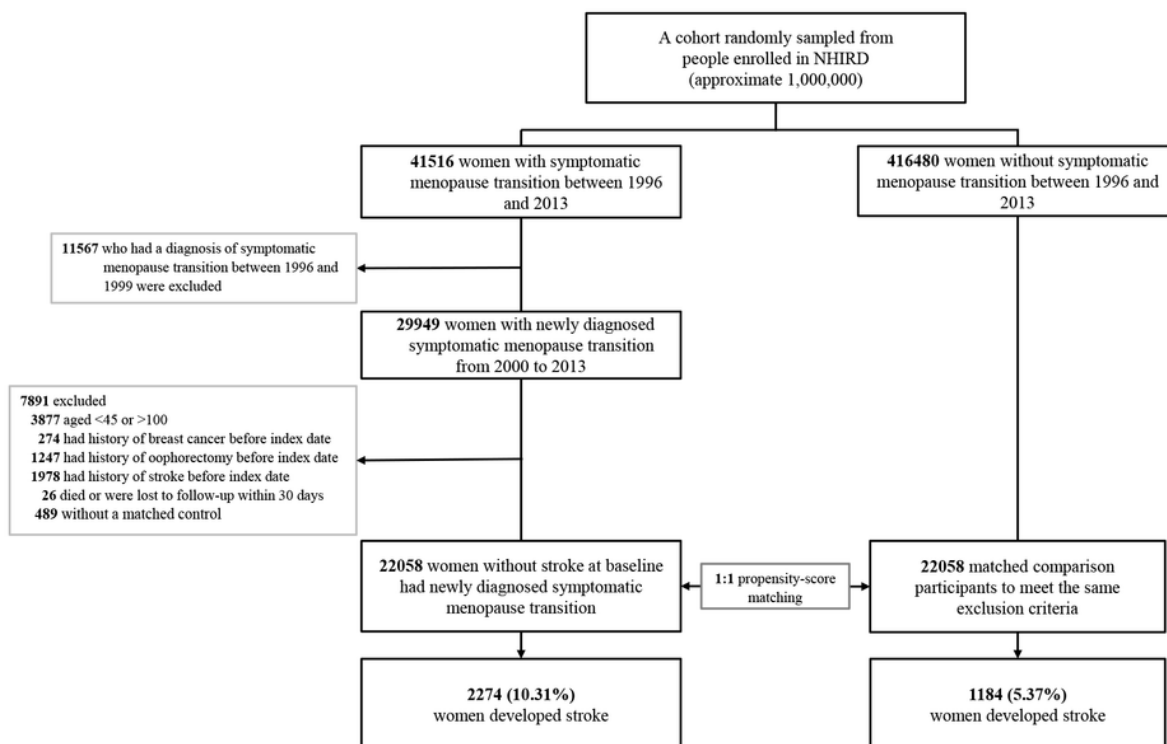 A cohort randomly sampled from
people enrolled in NHIRD
(approximate 1,000,000)
41516 women with symptomatic
menopause transition between 1996
and 2013
416480 women without symptomatic
menopause transition between 1996 and
2013
11567 who had a diagnosis of symptomatic
menopause transition between 1996 and
1999 were excluded
29949 women with newly diagnosed
symptomatic menopause transition
from 2000 to 2013
7891 excluded
3877 aged <45 or >100
274 had history of breast cancer before index date
1247 had history of oophorectomy before index date
1978 had history of stroke before index date
26 died or were lost to follow-up within 30 days
489 without a matched control
22058 women without stroke at baseline
had newly diagnosed symptomatic
menopause transition
1:1 propensity-score
matching
22058 matched comparison
participants to meet the same
exclusion criteria
2274 (10.31%)
women developed stroke
1184 (5.37%)
women developed stroke